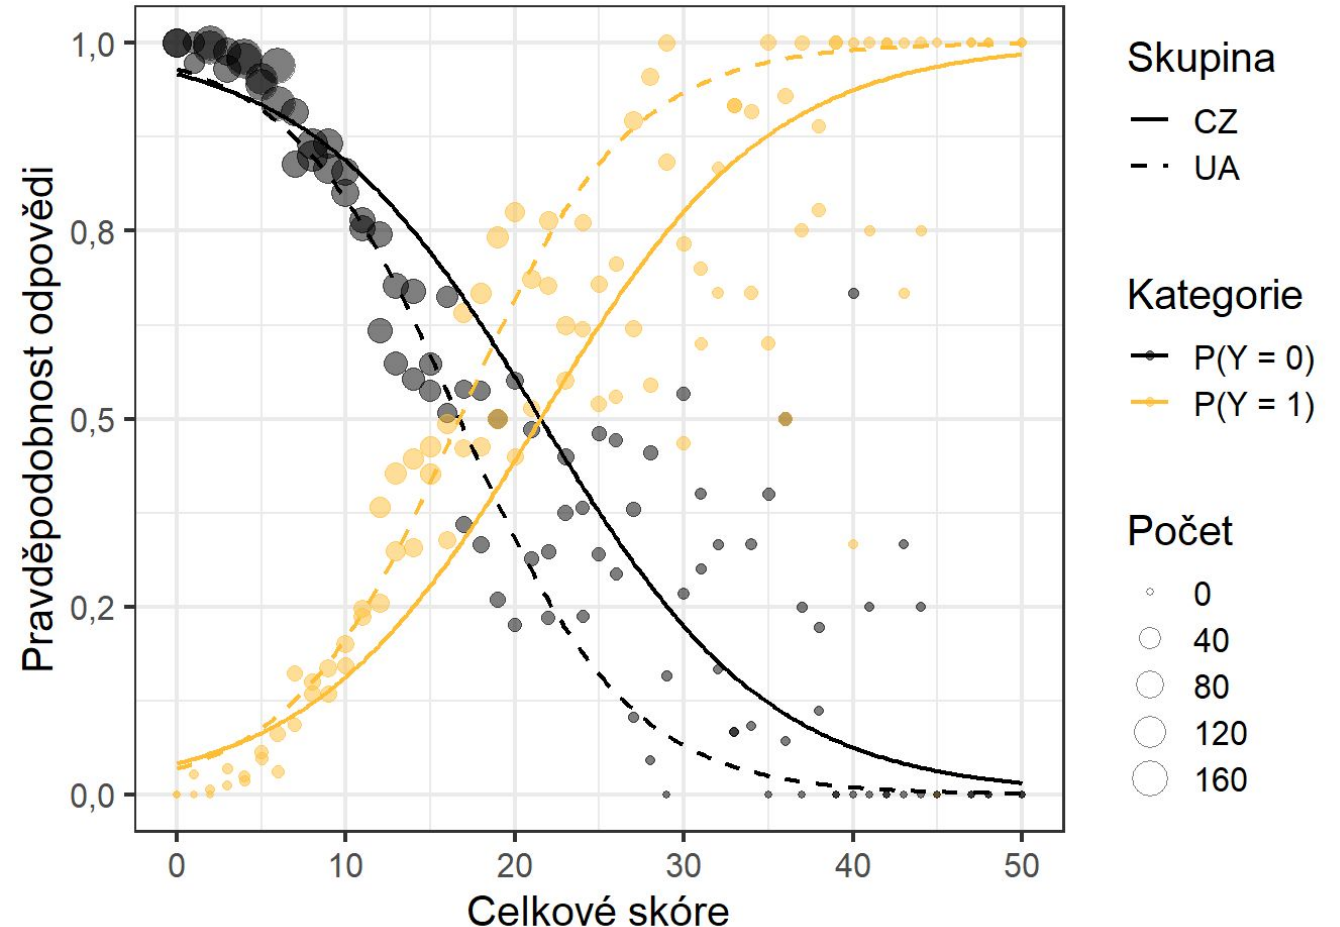 1,0
0,8
0,5
0,2
0,0
Pravděpodobnost odpovědi
0 10 20 30 40 50
Celkové skóre
Skupina
CZ
UA
Kategorie
P(Y = 0)
P(Y = 1)
Počet
0
40
80
120
160